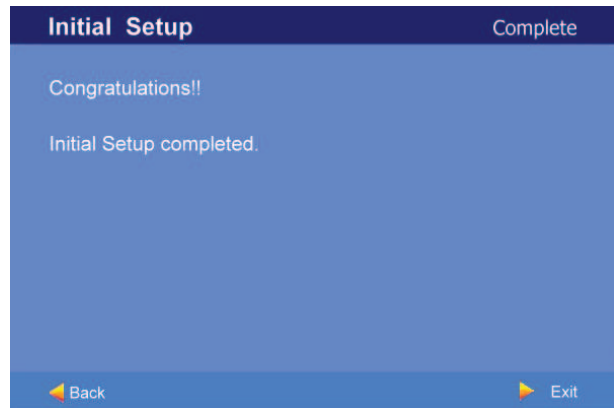 Initial Setup Complete
Congratulations!!
Initial Setup completed.
Back Exit